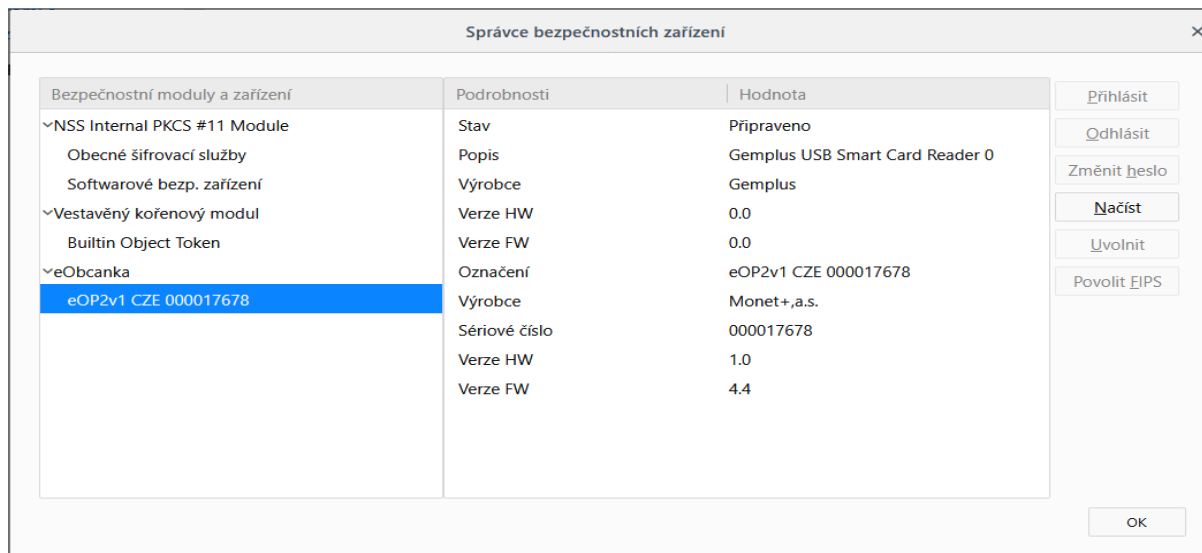 Správce bezpečnostních zařízení
Bezpečnostní moduly a zařízení
NSS Internal PKCS #11 Module
Obecné šifrovací služby
Softwarové bezp. zařízení
Vestavěný kořenový modul
Builtin Object Token
eObcanka
eOP2v1 CZE 000017678
Podrobnosti Hodnota
Stav Připraveno
Popis Gemplus USB Smart Card Reader 0
Výrobce Gemplus
Verze HW 0.0
Verze FW 0.0
Označení eOP2v1 CZE 000017678
Výrobce Monet+,a.s.
Sériové číslo 000017678
Verze HW 1.0
Verze FW 4.4
Přihlásit
Odhlásit
Změnit heslo
Načíst
Uvolnit
Povolit FIPS
OK